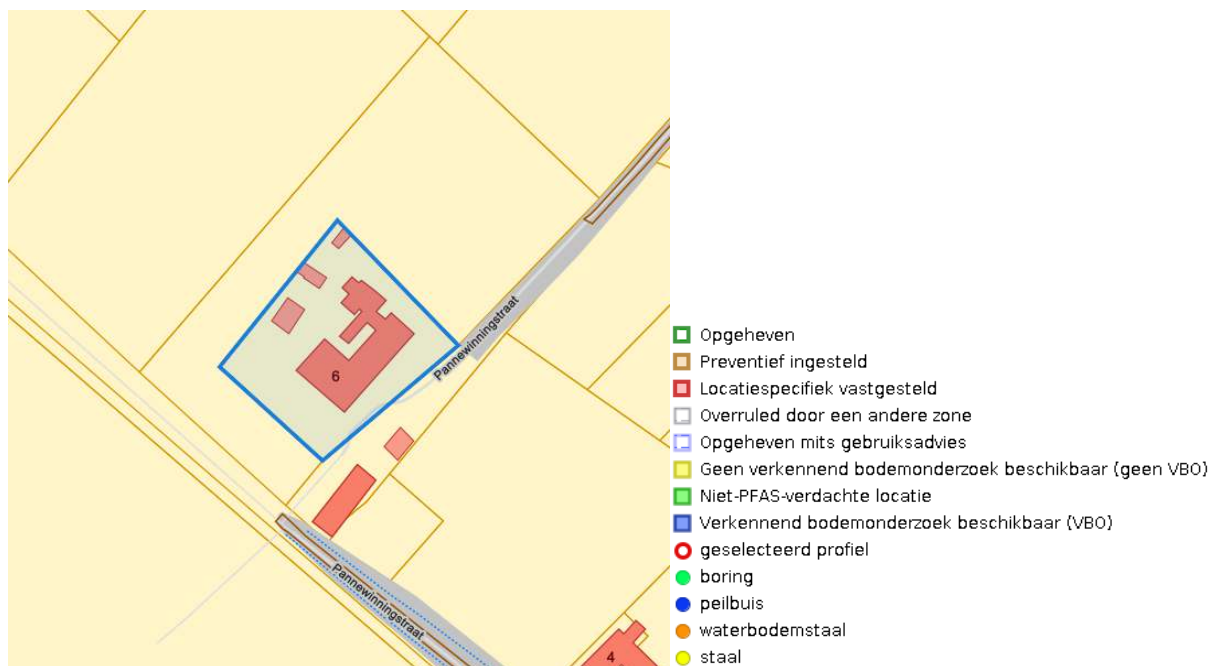 Pannewinningstraat
6
Pannewinningstraat
4
Opgeheven
Preventief ingesteld
Locatiespecifiek vastgesteld
Overruled door een andere zone
Opgeheven mits gebruiksadvies
Geen verkennend bodemonderzoek beschikbaar (geen VBO)
Niet-PFAS-verdachte locatie
Verkennend bodemonderzoek beschikbaar (VBO)
geselecteerd profiel
boring
peilbuis
waterbodemstaal
staal